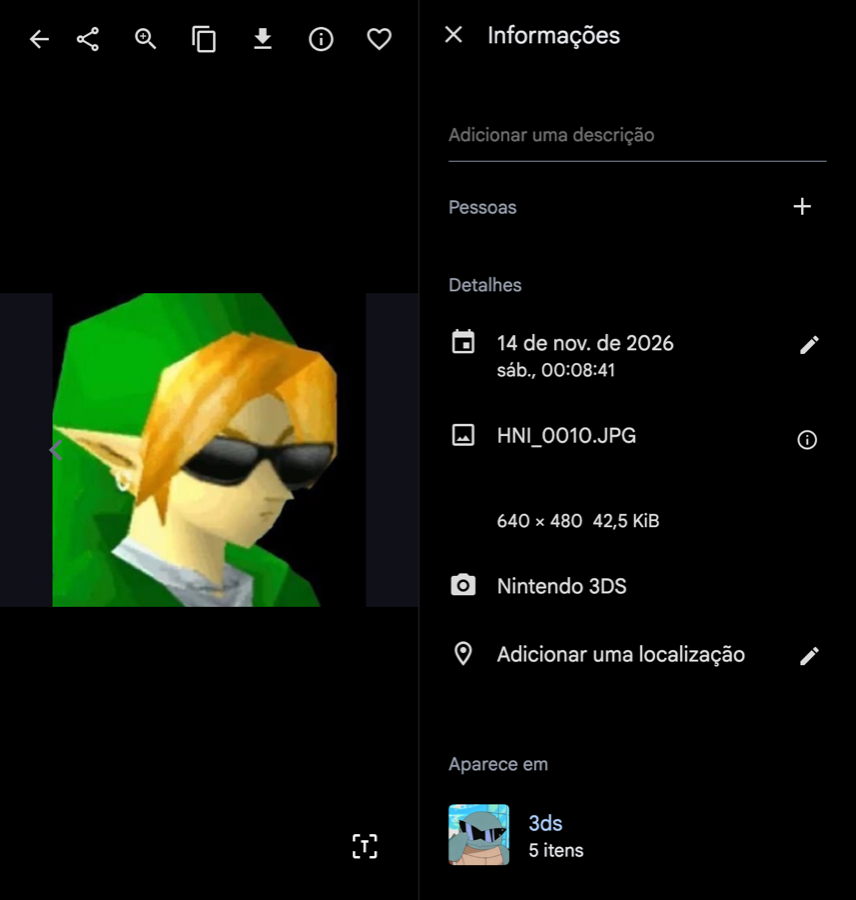 Informações
Adicionar uma descrição
Pessoas
Detalhes
14 de nov. de 2026
sáb., 00:08:41
HNI_0010.JPG
640 × 480 42,5 KiB
Nintendo 3DS
Adicionar uma localização
Aparece em
3ds
5 itens